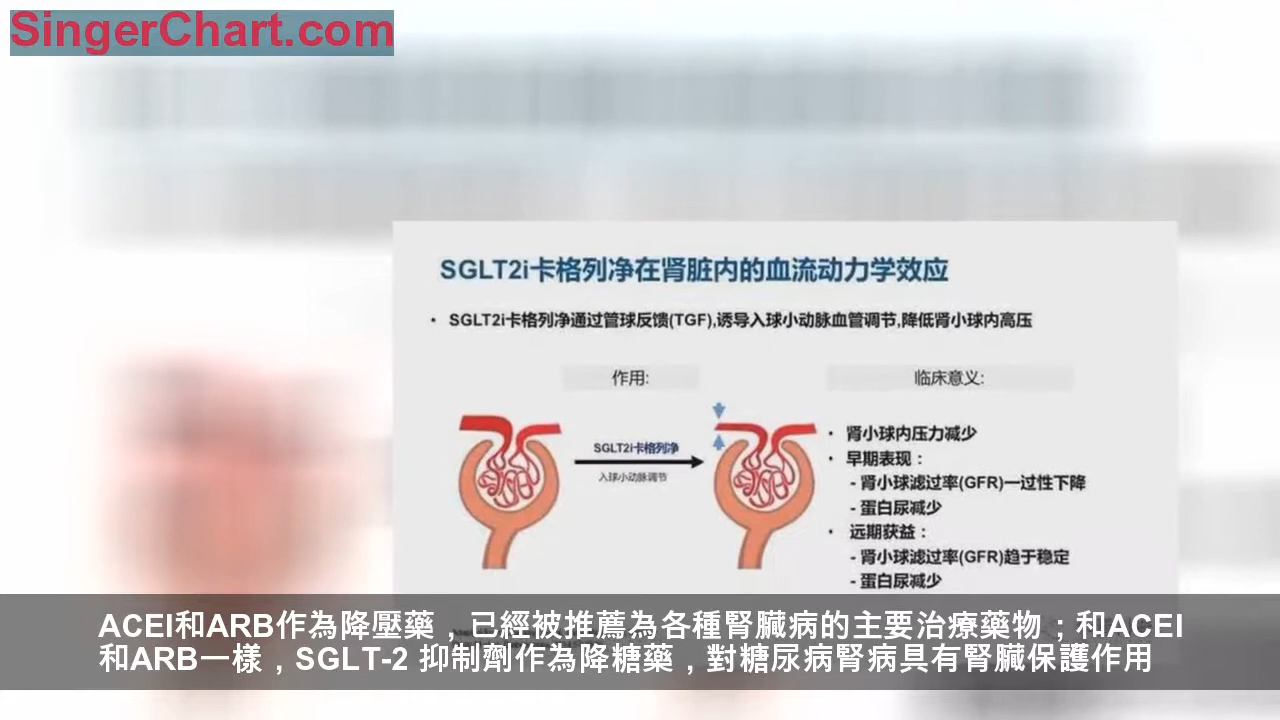 SingerChart.com
SGLT2i卡格列净在肾脏内的血流动力学效应
• SGLT2i卡格列净通过管球反馈(TGF),诱导入球小动脉血管调节,降低肾小球内高压
作用:
临床意义:
SGLT2i卡格列净
入球小动脉调节
• 肾小球内压力减少
• 早期表现：
- 肾小球滤过率(GFR)一过性下降
- 蛋白尿减少
• 远期获益：
- 肾小球滤过率(GFR)趋于稳定
- 蛋白尿减少
ACEI和ARB作為降壓藥，已經被推薦為各種腎臟病的主要治療藥物；和ACEI
和ARB一樣，SGLT-2 抑制劑作為降糖藥，對糖尿病腎病具有腎臟保護作用